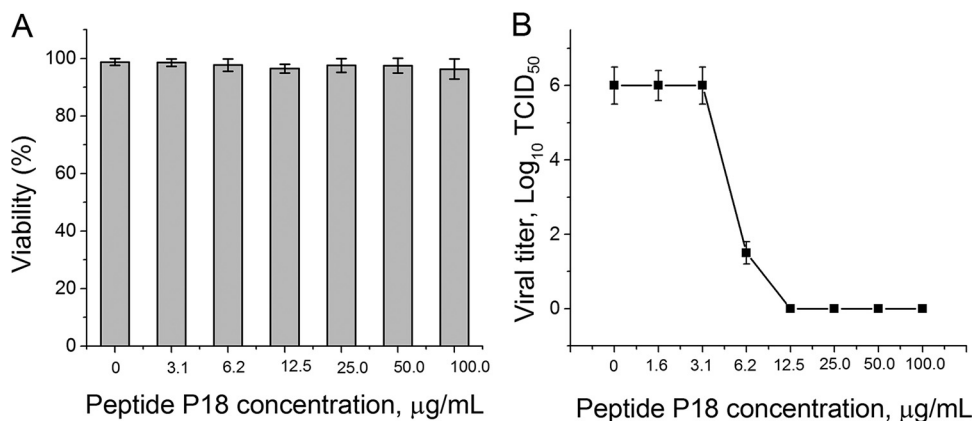 A
Viability (%)
100
80
60
40
20
0
0 3.1 6.2 12.5 25.0 50.0 100.0
Peptide P18 concentration, μg/mL
B
Viral titer, Log10 TCID50
6
4
2
0
0 1.6 3.1 6.2 12.5 25.0 50.0 100.0
Peptide P18 concentration, μg/mL